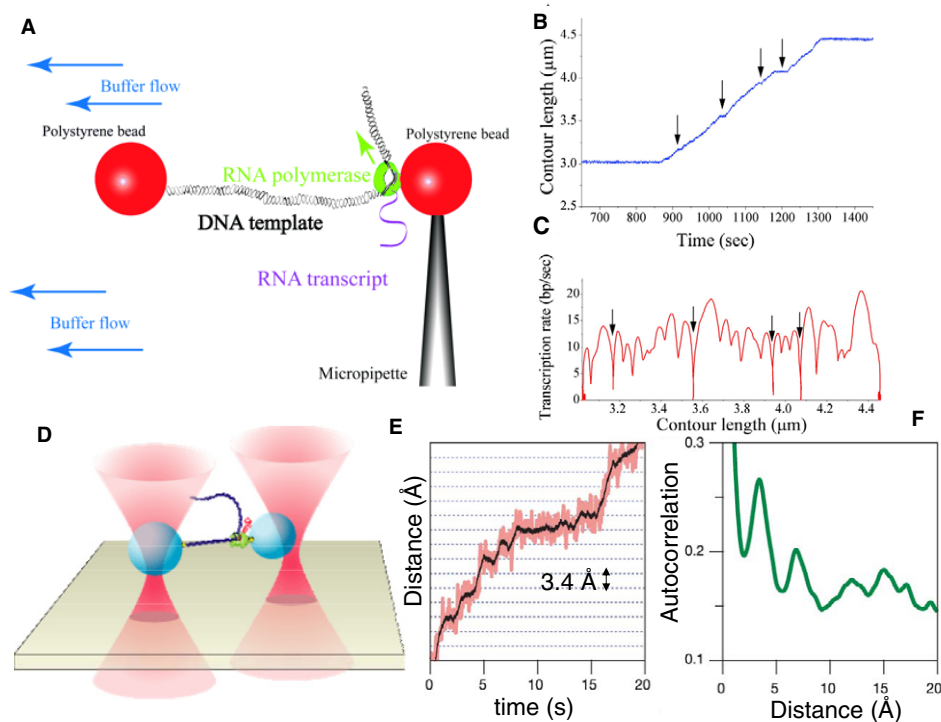 A
Buffer flow
Polystyrene bead
Polystyrene bead
RNA polymerase
DNA template
RNA transcript
Buffer flow
Micropipette
B
Contour length (µm)
4.5
4.0
3.5
3.0
2.5
700 800 900 1000 1100 1200 1300 1400
Time (sec)
C
Transcription rate (bp/sec)
20
15
10
5
0
3.2 3.4 3.6 3.8 4.0 4.2 4.4
Contour length (µm)
D
E
Distance (Å)
3.4 Å
0 5 10 15 20
time (s)
F
Autocorrelation
0.3
0.2
0.1
0 5 10 15 20
Distance (Å)